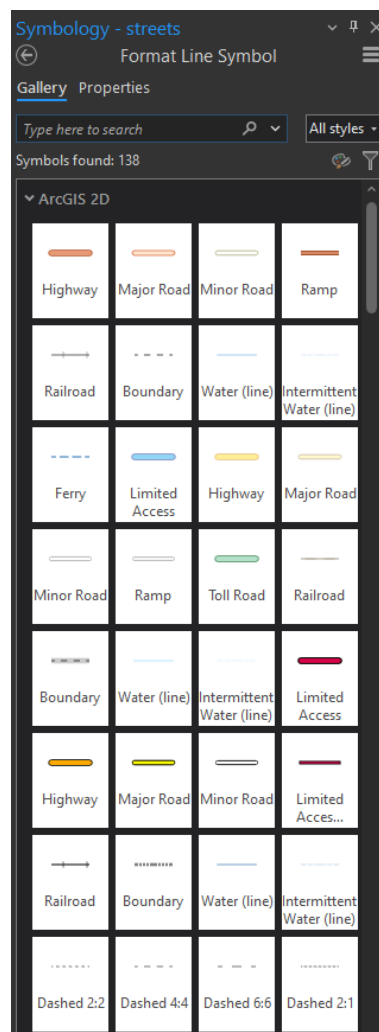 Symbology - streets
Format Line Symbol
Gallery Properties
Type here to search
All styles
Symbols found: 138
ArcGIS 2D
Highway Major Road Minor Road Ramp
Railroad Boundary Water (line) Intermittent
Water (line)
Ferry Limited Highway Major Road
Access
Minor Road Ramp Toll Road Railroad
Boundary Water (line) Intermittent Limited
Water (line) Access
Highway Major Road Minor Road Limited
Acces...
Railroad Boundary Water (line) Intermittent
Water (line)
Dashed 2:2 Dashed 4:4 Dashed 6:6 Dashed 2:1